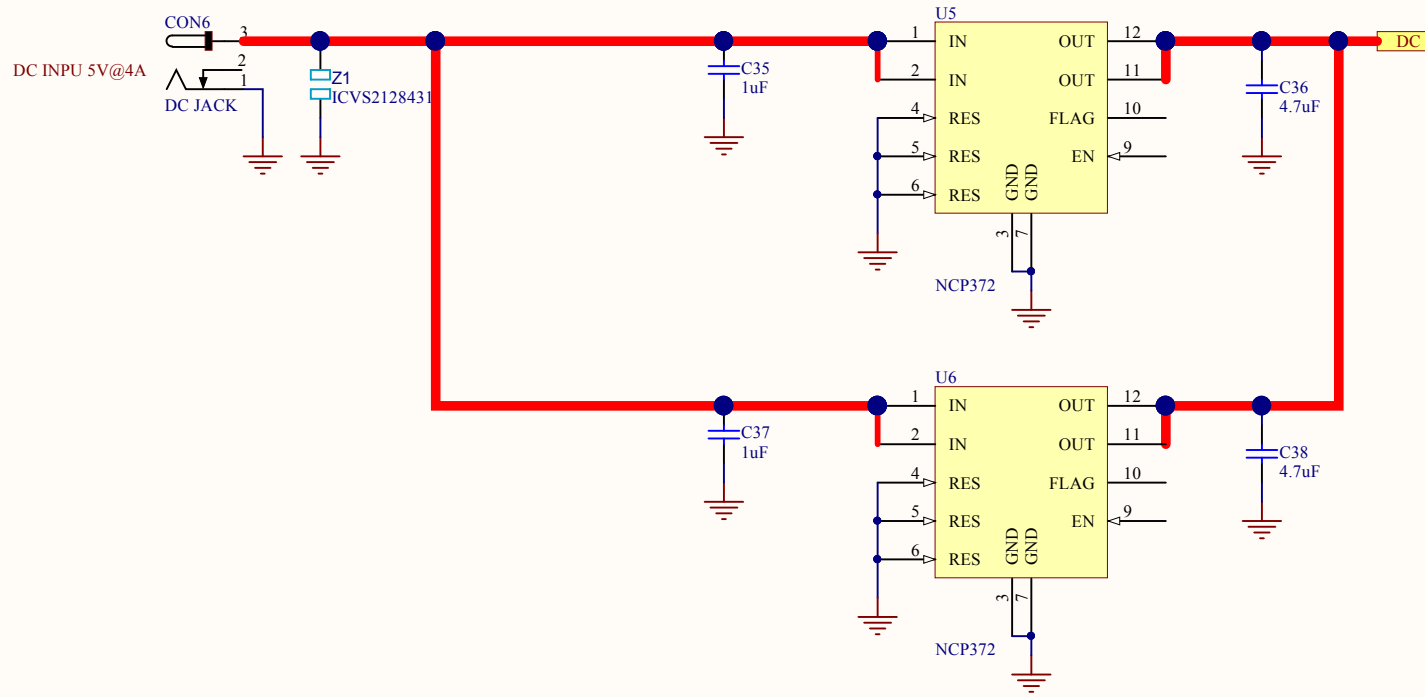 CON6
3
DC INPU 5V@4A
2
1
DC JACK
Z1
ICVS2128431
C35
1uF
U5
1
IN
2
IN
4
RES
5
RES
6
RES
OUT
12
OUT
11
FLAG
10
EN
9
GND
GND
3
7
NCP372
C36
4.7uF
DC
C37
1uF
U6
1
IN
2
IN
4
RES
5
RES
6
RES
OUT
12
OUT
11
FLAG
10
EN
9
GND
GND
3
7
NCP372
C38
4.7uF